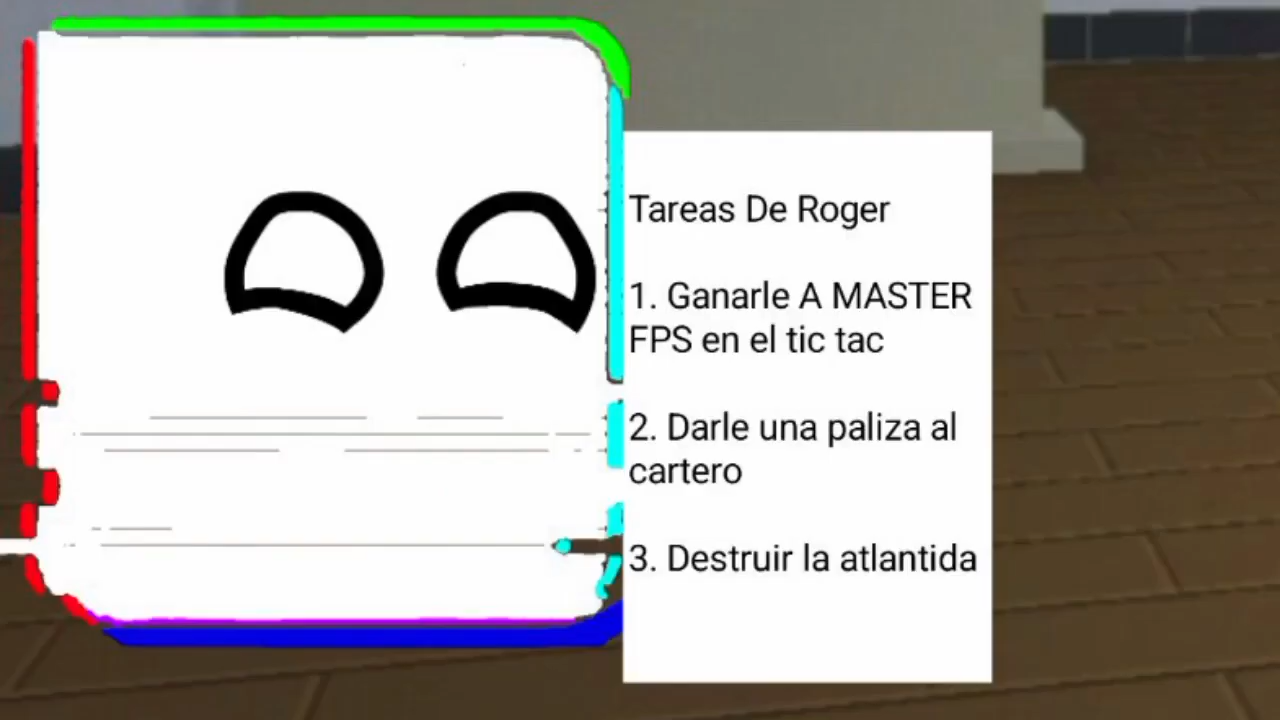 Tareas De Roger
1. Ganarle A MASTER
FPS en el tic tac
2. Darle una paliza al
cartero
3. Destruir la atlantida